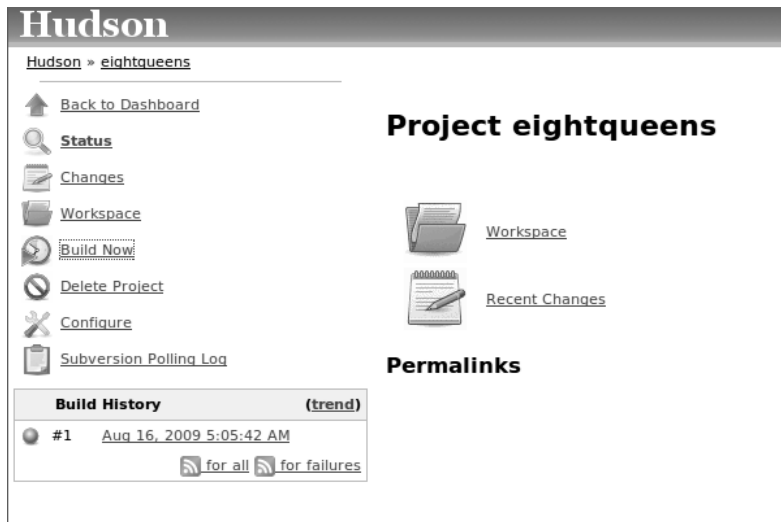 Hudson
Hudson » eightqueens
Back to Dashboard
Status
Changes
Workspace
Build Now
Delete Project
Configure
Subversion Polling Log
Build History (trend)
#1 Aug 16, 2009 5:05:42 AM
for all for failures
Project eightqueens
Workspace
Recent Changes
Permalinks